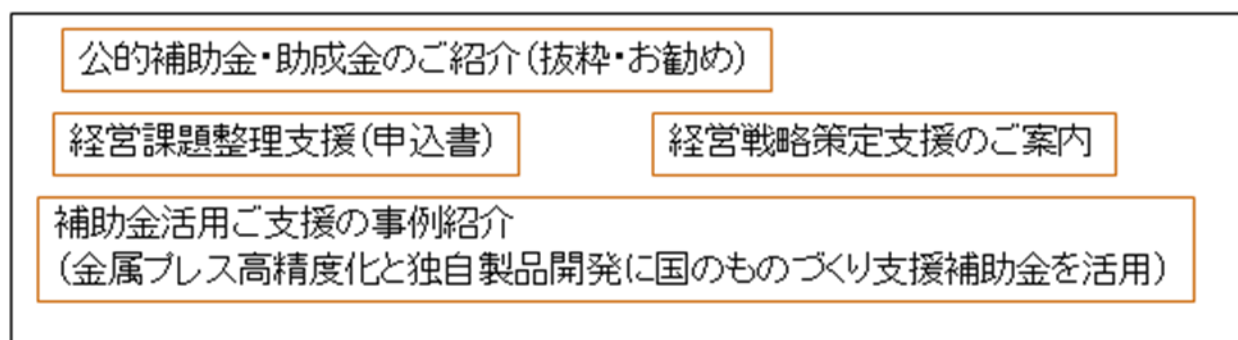 公的補助金・助成金のご紹介(抜粋・お勧め)
経営課題整理支援(申込書)
経営戦略策定支援のご案内
補助金活用ご支援の事例紹介
(金属プレス高精度化と独自製品開発に国のものづくり支援補助金を活用)